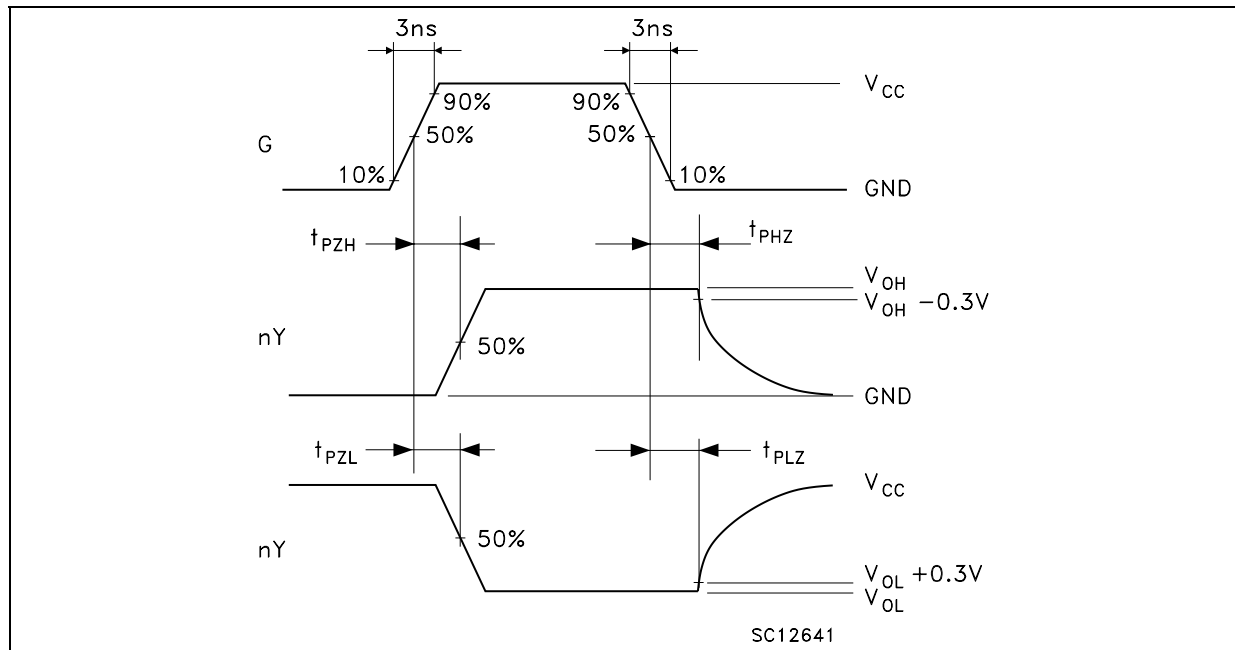 3ns 3ns
V CC
90% 90%
50% 50%
G
10% 10%
GND
t PZH t PHZ
V OH
V OH -0.3V
nY
50%
GND
t PZL t PLZ
V CC
50%
nY
V OL +0.3V
V OL
SC12641